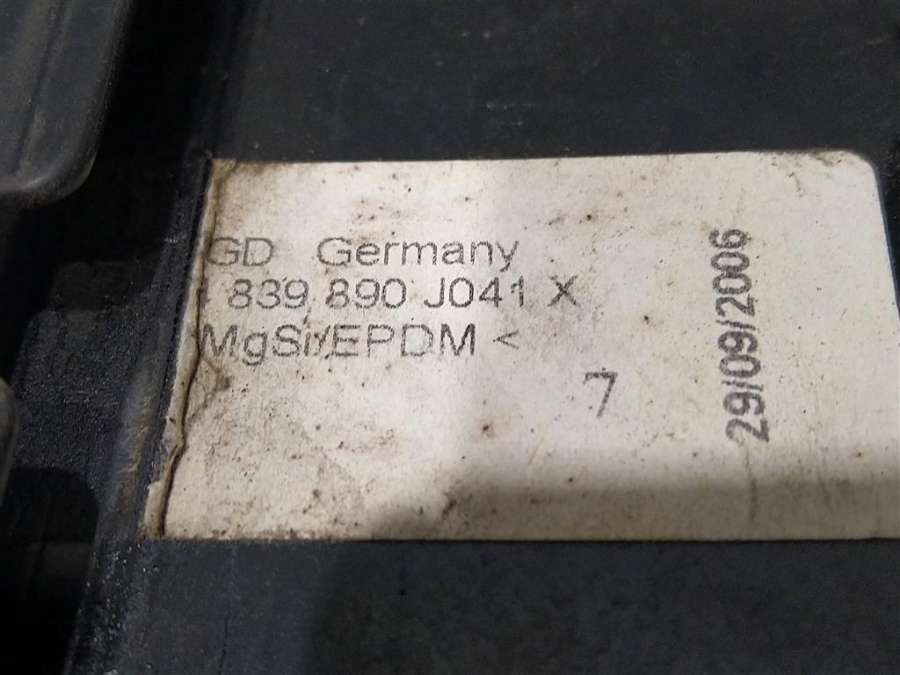 GD Germany
839 890 J041 X
MgSi/EPDM <
7
29/09/2006